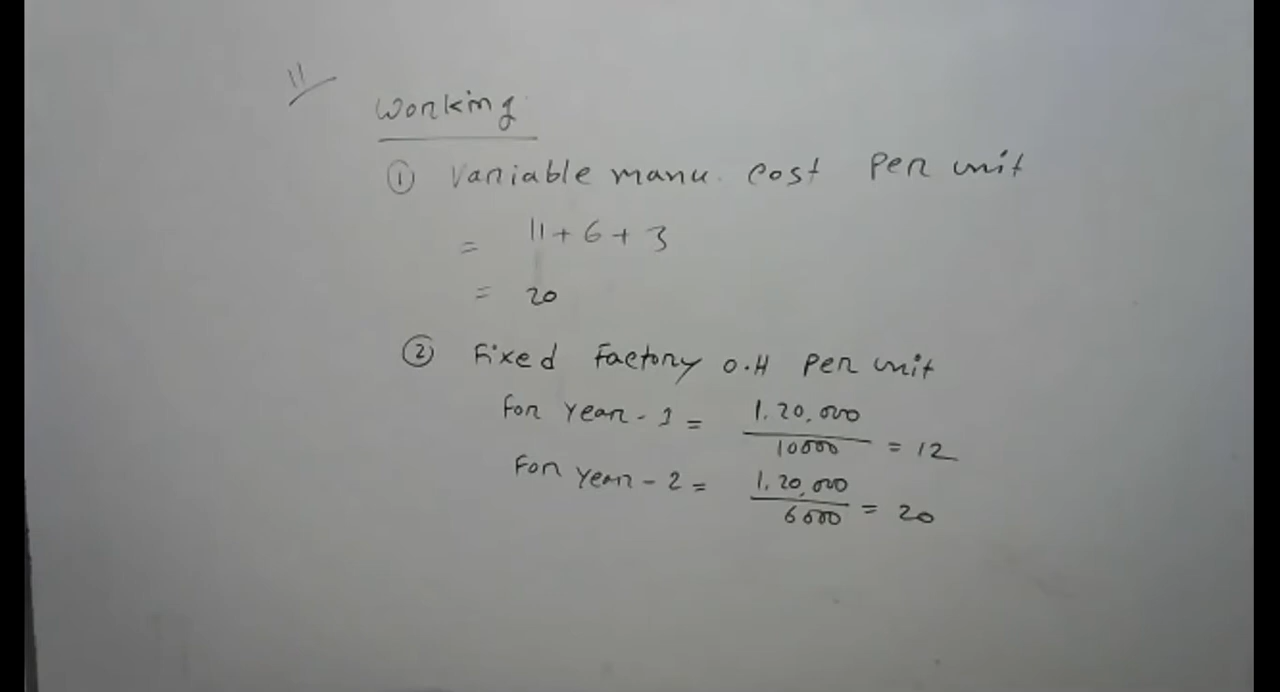 11
Working
① Variable manu. cost per unit
= 11 + 6 + 3
= 20
② Fixed Factory O.H per unit
For Year - 1 = 1,20,000 / 10000 = 12
For Year - 2 = 1,20,000 / 6000 = 20